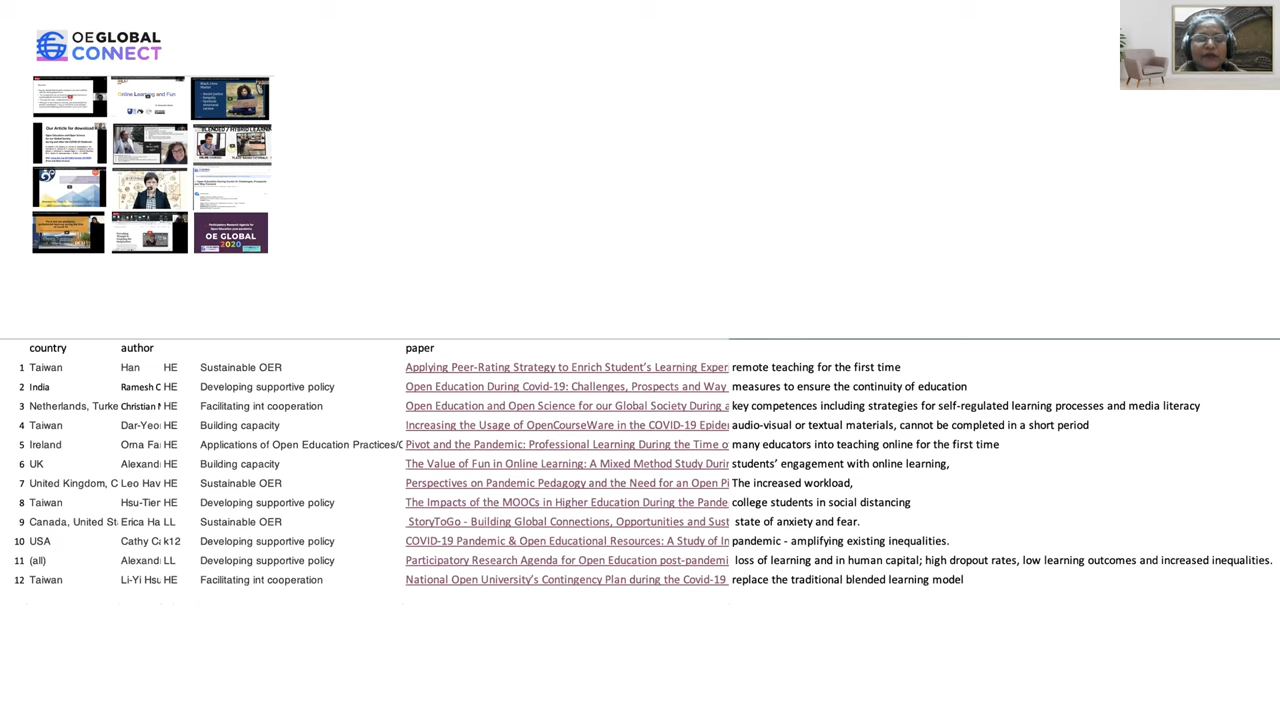 OEGLOBAL
CONNECT
Online Learning and Fun
Our Article for download
OE GLOBAL
2020
country author paper
1 Taiwan Han HE Sustainable OER Applying Peer-Rating Strategy to Enrich Student's Learning Exper remote teaching for the first time
2 India Ramesh C HE Developing supportive policy Open Education During Covid-19: Challenges, Prospects and Way measures to ensure the continuity of education
3 Netherlands, Turke Christian HE Facilitating int cooperation Open Education and Open Science for our Global Society During a key competences including strategies for self-regulated learning processes and media literacy
4 Taiwan Dar-Yeo HE Building capacity Increasing the Usage of OpenCourseWare in the COVID-19 Epide audio-visual or textual materials, cannot be completed in a short period
5 Ireland Orna Fa HE Applications of Open Education Practices/O Pivot and the Pandemic: Professional Learning During the Time o many educators into teaching online for the first time
6 UK Alexand HE Building capacity The Value of Fun in Online Learning: A Mixed Method Study Duri students' engagement with online learning,
7 United Kingdom, C Leo Hav HE Sustainable OER Perspectives on Pandemic Pedagogy and the Need for an Open Pi The increased workload,
8 Taiwan Hsu-Tier HE Developing supportive policy The Impacts of the MOOCs in Higher Education During the Pande college students in social distancing
9 Canada, United St Erica Ha LL Sustainable OER StoryToGo - Building Global Connections, Opportunities and Sust state of anxiety and fear.
10 USA Cathy Ca k12 Developing supportive policy COVID-19 Pandemic & Open Educational Resources: A Study of In pandemic - amplifying existing inequalities.
11 (all) Alexand LL Developing supportive policy Participatory Research Agenda for Open Education post-pandemi loss of learning and in human capital; high dropout rates, low learning outcomes and increased inequalities.
12 Taiwan Li-Yi Hsu HE Facilitating int cooperation National Open University's Contingency Plan during the Covid-19 replace the traditional blended learning model